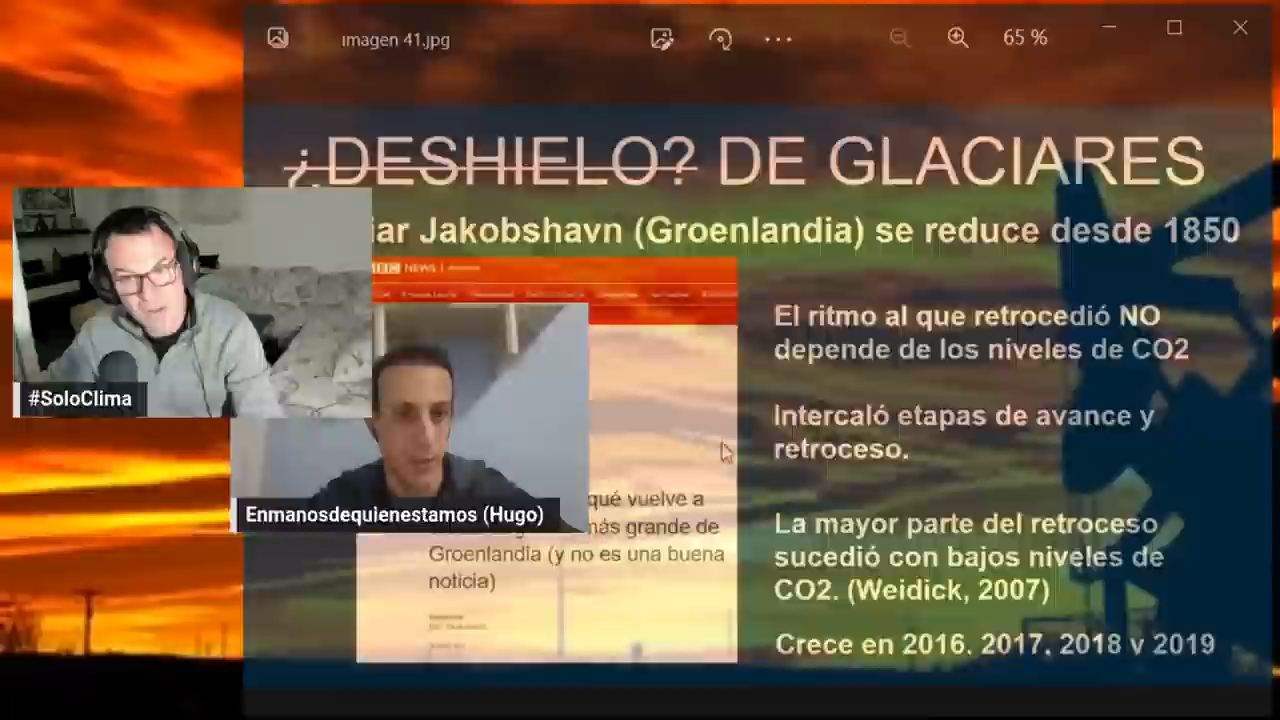 imagen 41.jpg
65 %
¿DESHIELO? DE GLACIARES
iar Jakobshavn (Groenlandia) se reduce desde 1850
NEWS
El ritmo al que retrocedió NO
depende de los niveles de CO2
Intercaló etapas de avance y
retroceso.
La mayor parte del retroceso
sucedió con bajos niveles de
CO2. (Weidick, 2007)
Crece en 2016, 2017, 2018 y 2019
qué vuelve a
más grande de
Groenlandia (y no es una buena
noticia)
#SoloClima
Enmanosdequienestamos (Hugo)